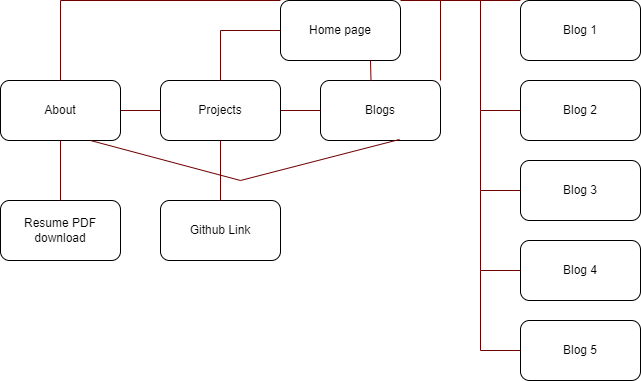 Home page
Blog 1
About
Projects
Blogs
Blog 2
Blog 3
Resume PDF
download
Github Link
Blog 4
Blog 5